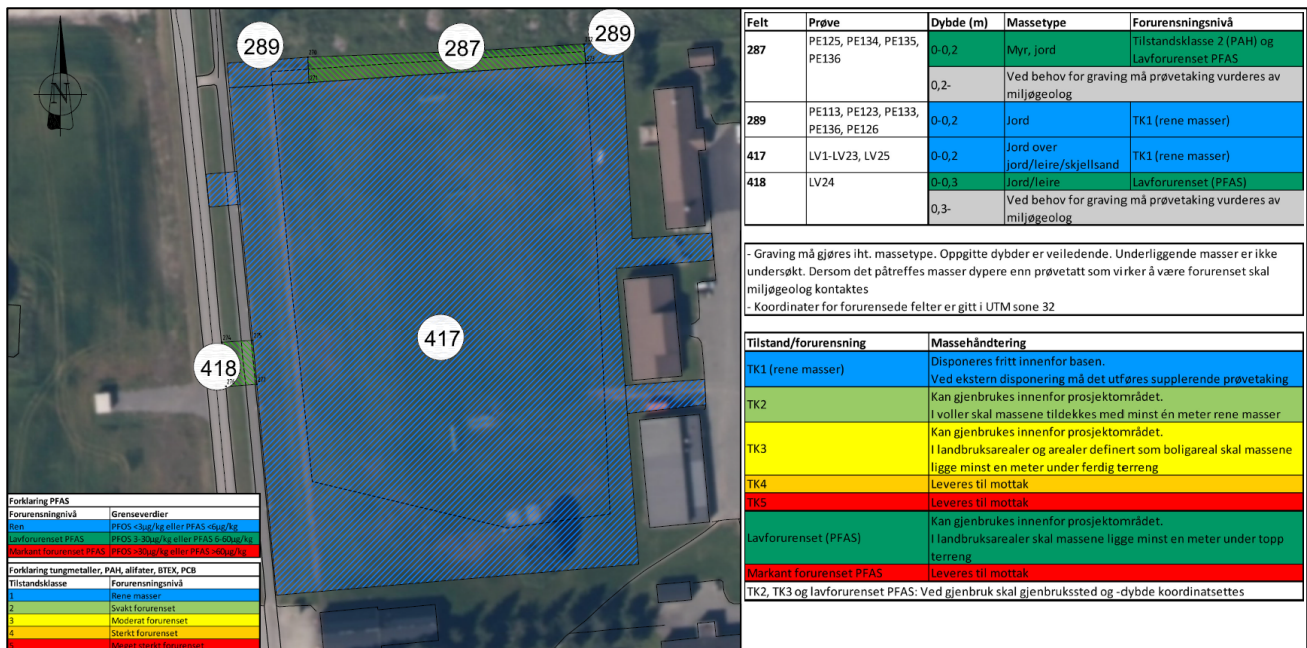 289
287
289
417
418
N
276
277
271
273
274
275
276
277
Felt Prøve Dybde (m) Massetype Forurensningsnivå
287 PE125, PE134, PE135, PE136 0-0,2 Myr, jord Tilstandsklasse 2 (PAH) og
Lavforurenset PFAS
0,2- Ved behov for graving må prøvetaking vurderes av
miljøgeolog
289 PE113, PE123, PE133, PE136, PE126 0-0,2 Jord TK1 (rene masser)
417 LV1-LV23, LV25 0-0,2 Jord over
jord/leire/skjellsand TK1 (rene masser)
418 LV24 0-0,3 Jord/leire Lavforurenset (PFAS)
0,3- Ved behov for graving må prøvetaking vurderes av
miljøgeolog
- Graving må gjøres iht. massetype. Oppgitte dybder er veiledende. Underliggende masser er ikke
undersøkt. Dersom det påtreffes masser dypere enn prøvetatt som virker å være forurenset skal
miljøgeolog kontaktes
- Koordinater for forurensede felter er gitt i UTM sone 32
Tilstand/forurensning Massehåndtering
TK1 (rene masser) Disponeres fritt innenfor basen.
Ved ekstern disponering må det utføres supplerende prøvetaking
TK2 Kan gjenbrukes innenfor prosjektområdet.
I voller skal massene tildekkes med minst én meter rene masser
TK3 Kan gjenbrukes innenfor prosjektområdet.
I landbruksarealer og arealer definert som boligareal skal massene
ligge minst en meter under ferdig terreng
TK4 Leveres til mottak
TK5 Leveres til mottak
Lavforurenset (PFAS) Kan gjenbrukes innenfor prosjektområdet.
I landbruksarealer skal massene ligge minst en meter under topp
terreng
Markant forurenset PFAS Leveres til mottak
TK2, TK3 og lavforurenset PFAS: Ved gjenbruk skal gjenbrukssted og -dybde koordinatsettes
Forklaring PFAS
Forurensningnivå Grenseverdier
Ren PFOS <3µg/kg eller PFAS <6µg/kg
Lavforurenset PFAS PFOS 3-30µg/kg eller PFAS 6-60µg/kg
Markant forurenset PFAS PFOS >30µg/kg eller PFAS >60µg/kg
Forklaring tungmetaller, PAH, alifater, BTEX, PCB
Tilstandsklasse Forurensningsnivå
1 Rene masser
2 Svakt forurenset
3 Moderat forurenset
4 Sterkt forurenset
5 Meget sterkt forurenset